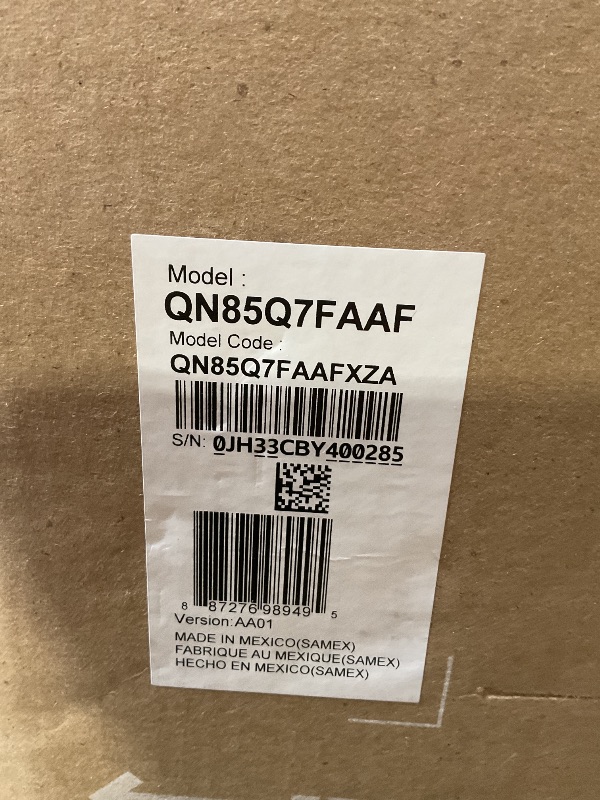 Model :
QN85Q7FAAF
Model Code :
QN85Q7FAAFXZA
S/N: 0JH33CBY400285
8 87276 98949 5
Version:AA01
MADE IN MEXICO(SAMEX)
FABRIQUE AU MEXIQUE(SAMEX)
HECHO EN MEXICO(SAMEX)